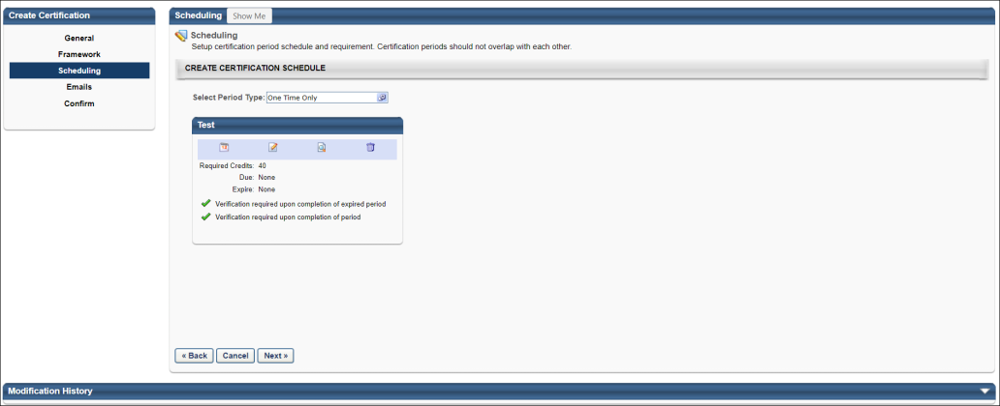 Create Certification
General
Framework
Scheduling
Emails
Confirm
Scheduling Show Me
Scheduling
Setup certification period schedule and requirement. Certification periods should not overlap with each other.
CREATE CERTIFICATION SCHEDULE
Select Period Type: One Time Only
Test
Required Credits: 40
Due: None
Expire: None
Verification required upon completion of expired period
Verification required upon completion of period
« Back Cancel Next »
Modification History